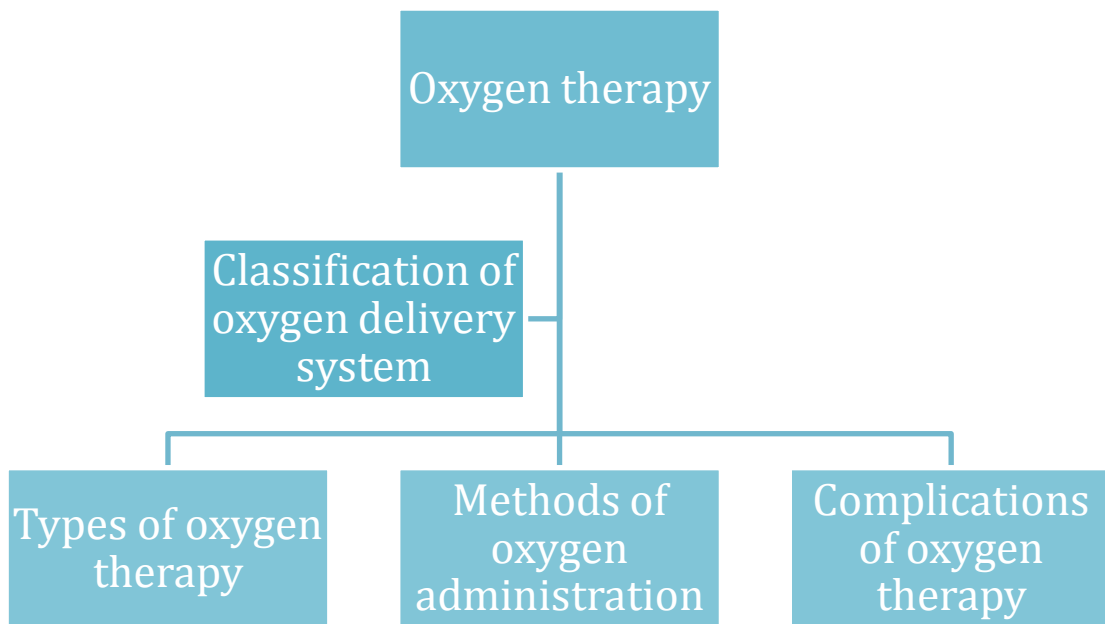 Oxygen therapy
Classification of
oxygen delivery
system
Types of oxygen
therapy
Methods of
oxygen
administration
Complications
of oxygen
therapy